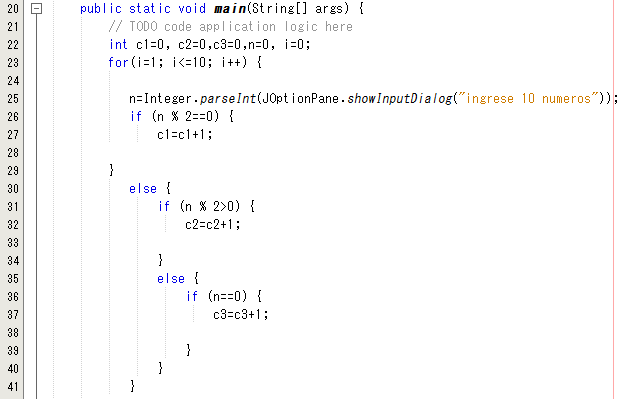 20 public static void main(String[] args) {
21 // TODO code application logic here
22 int c1=0, c2=0,c3=0,n=0, i=0;
23 for(i=1; i<=10; i++) {
24
25 n=Integer.parseInt(JOptionPane.showInputDialog("ingrese 10 numeros"));
26 if (n % 2==0) {
27 c1=c1+1;
28
29 }
30 else {
31 if (n % 2>0) {
32 c2=c2+1;
33
34 }
35 else {
36 if (n==0) {
37 c3=c3+1;
38
39 }
40 }
41 }